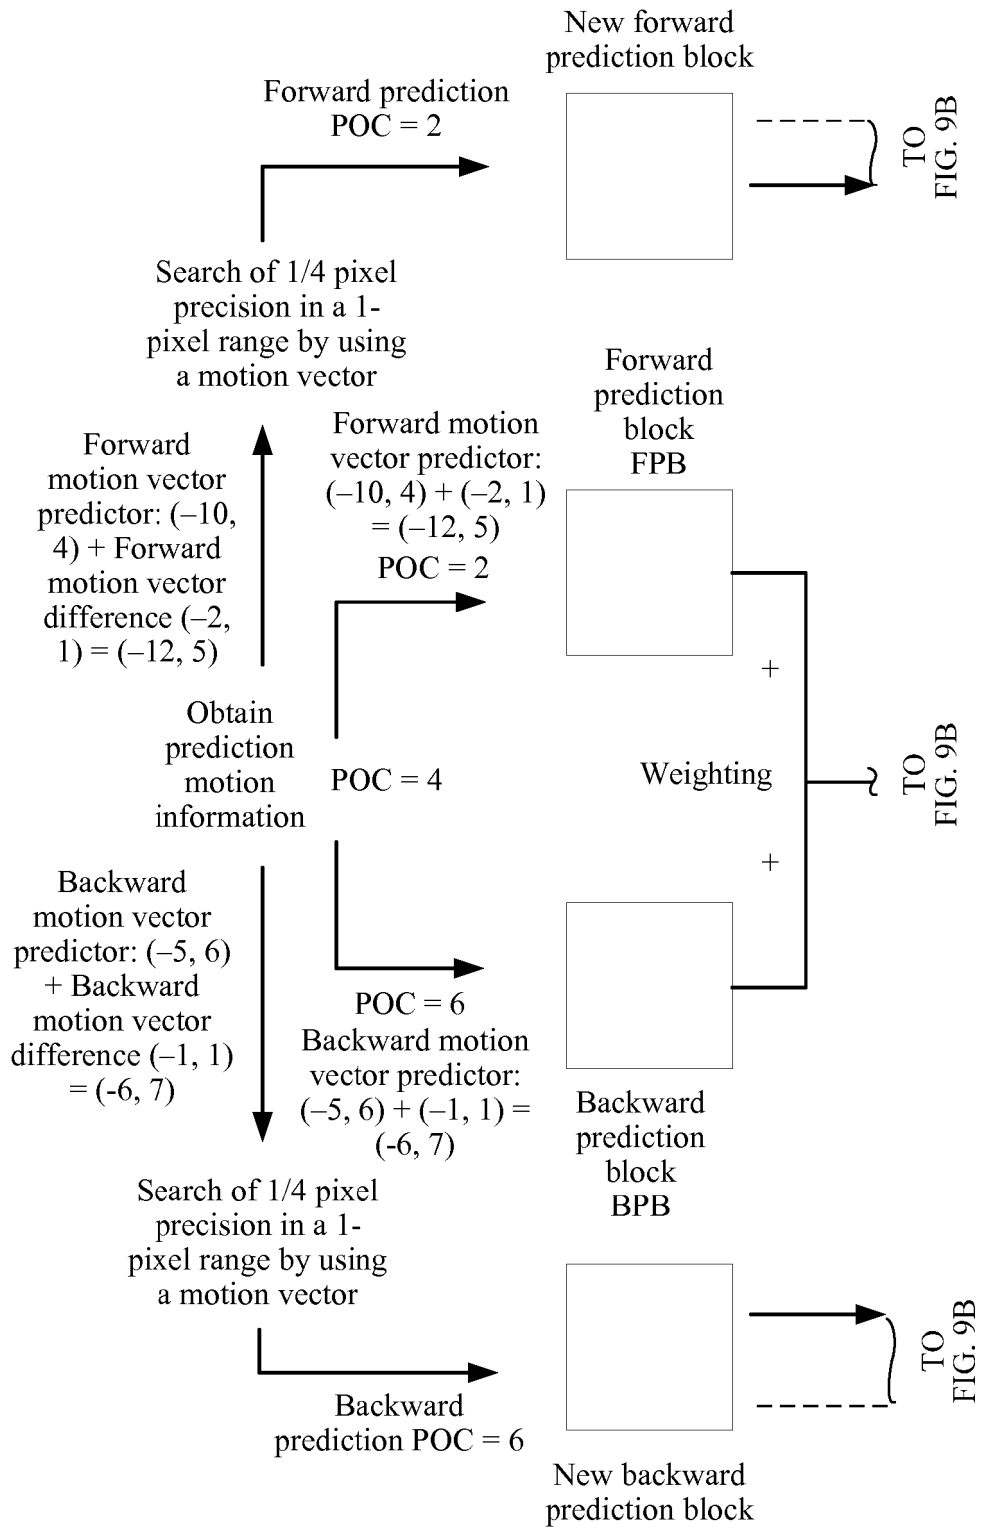 New forward
prediction block
Forward prediction
POC = 2
TO
FIG. 9B
Search of 1/4 pixel
precision in a 1-
pixel range by using
a motion vector
Forward
prediction
block
FPB
Forward motion
vector predictor:
(–10, 4) + (–2, 1)
= (–12, 5)
POC = 2
Forward
motion vector
predictor: (–10,
4) + Forward
motion vector
difference (–2,
1) = (–12, 5)
+
Obtain
prediction
motion
information
POC = 4
Weighting
TO
FIG. 9B
+
Backward
motion vector
predictor: (–5, 6)
+ Backward
motion vector
difference (–1, 1)
= (-6, 7)
POC = 6
Backward motion
vector predictor:
(–5, 6) + (–1, 1) =
(-6, 7)
Backward
prediction
block
BPB
Search of 1/4 pixel
precision in a 1-
pixel range by using
a motion vector
TO
FIG. 9B
Backward
prediction POC = 6
New backward
prediction block